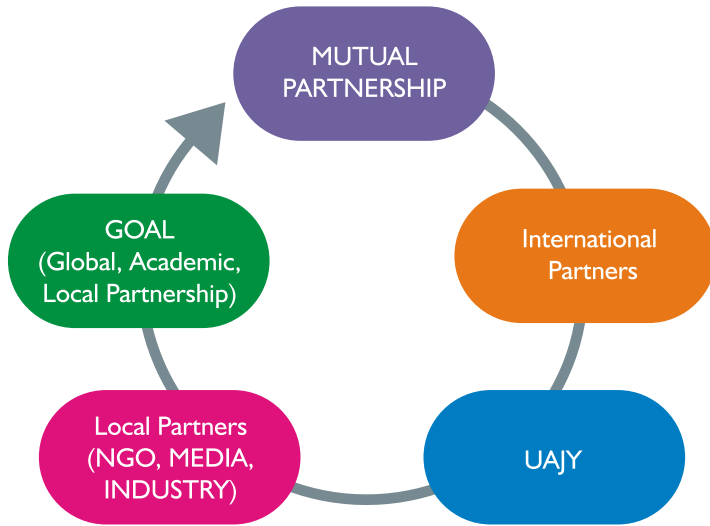 MUTUAL
PARTNERSHIP
International
Partners
UAJY
Local Partners
(NGO, MEDIA,
INDUSTRY)
GOAL
(Global, Academic,
Local Partnership)